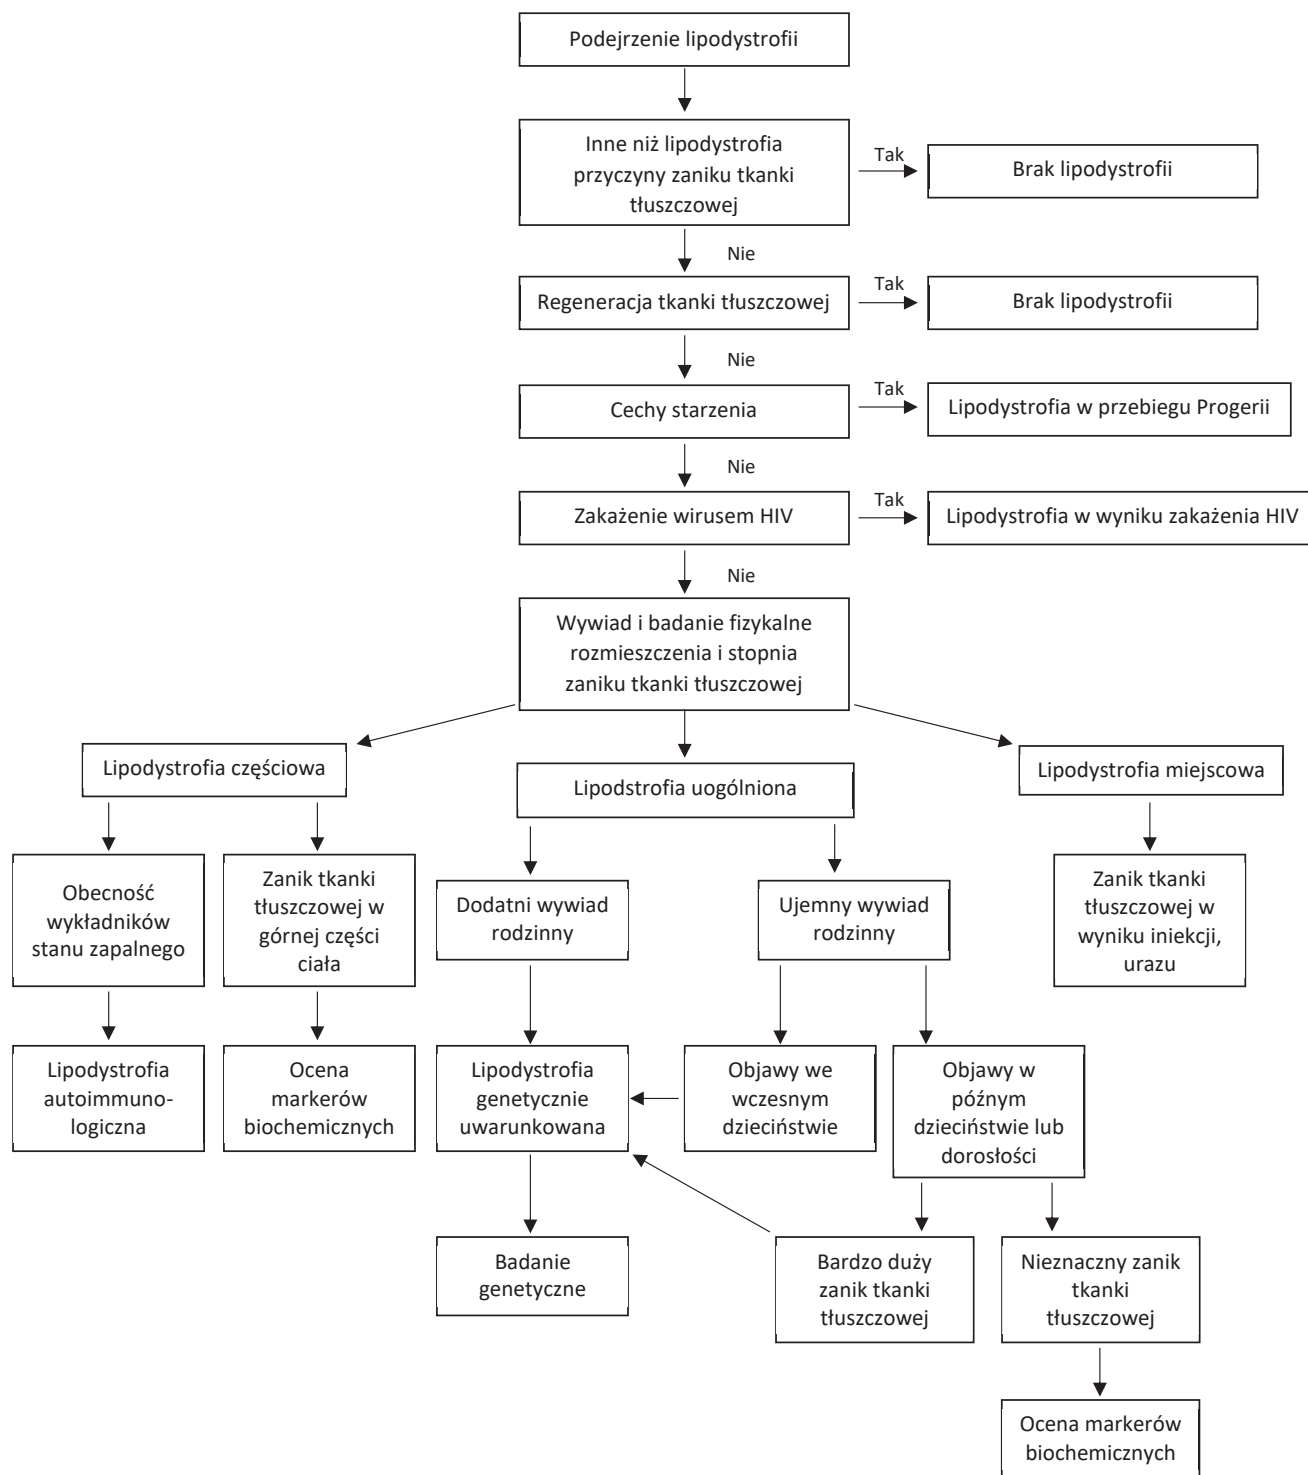 Podejrzenie lipodystrofii
Inne niż lipodystrofia
przyczyny zaniku tkanki
tłuszczowej
Tak
Brak lipodystrofii
Nie
Regeneracja tkanki tłuszczowej
Tak
Brak lipodystrofii
Nie
Cechy starzenia
Tak
Lipodystrofia w przebiegu Progerii
Nie
Zakażenie wirusem HIV
Tak
Lipodystrofia w wyniku zakażenia HIV
Nie
Wywiad i badanie fizykalne
rozmieszczenia i stopnia
zaniku tkanki tłuszczowej
Lipodystrofia częściowa
Lipodstrofia uogólniona
Lipodystrofia miejscowa
Obecność
wykładników
stanu zapalnego
Zanik tkanki
tłuszczowej w
górnej części
ciała
Dodatni wywiad
rodzinny
Ujemny wywiad
rodzinny
Zanik tkanki
tłuszczowej w
wyniku iniekcji,
urazu
Lipodystrofia
autoimmuno-
logiczna
Ocena
markerów
biochemicznych
Lipodystrofia
genetycznie
uwarunkowana
Objawy we
wczesnym
dzieciństwie
Objawy w
późnym
dzieciństwie lub
dorosłości
Badanie
genetyczne
Bardzo duży
zanik tkanki
tłuszczowej
Nieznaczny zanik
tkanki
tłuszczowej
Ocena markerów
biochemicznych